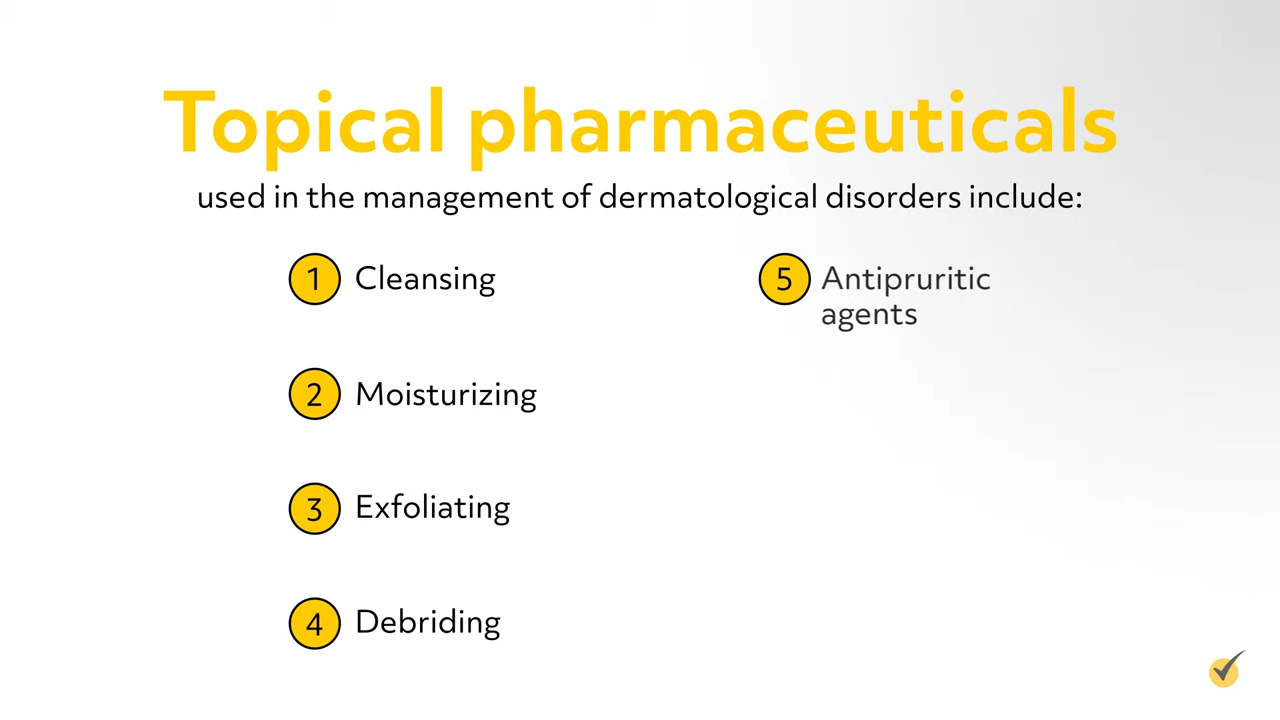 Topical pharmaceuticals
used in the management of dermatological disorders include:
1 Cleansing
2 Moisturizing
3 Exfoliating
4 Debriding
5 Antipruritic
agents